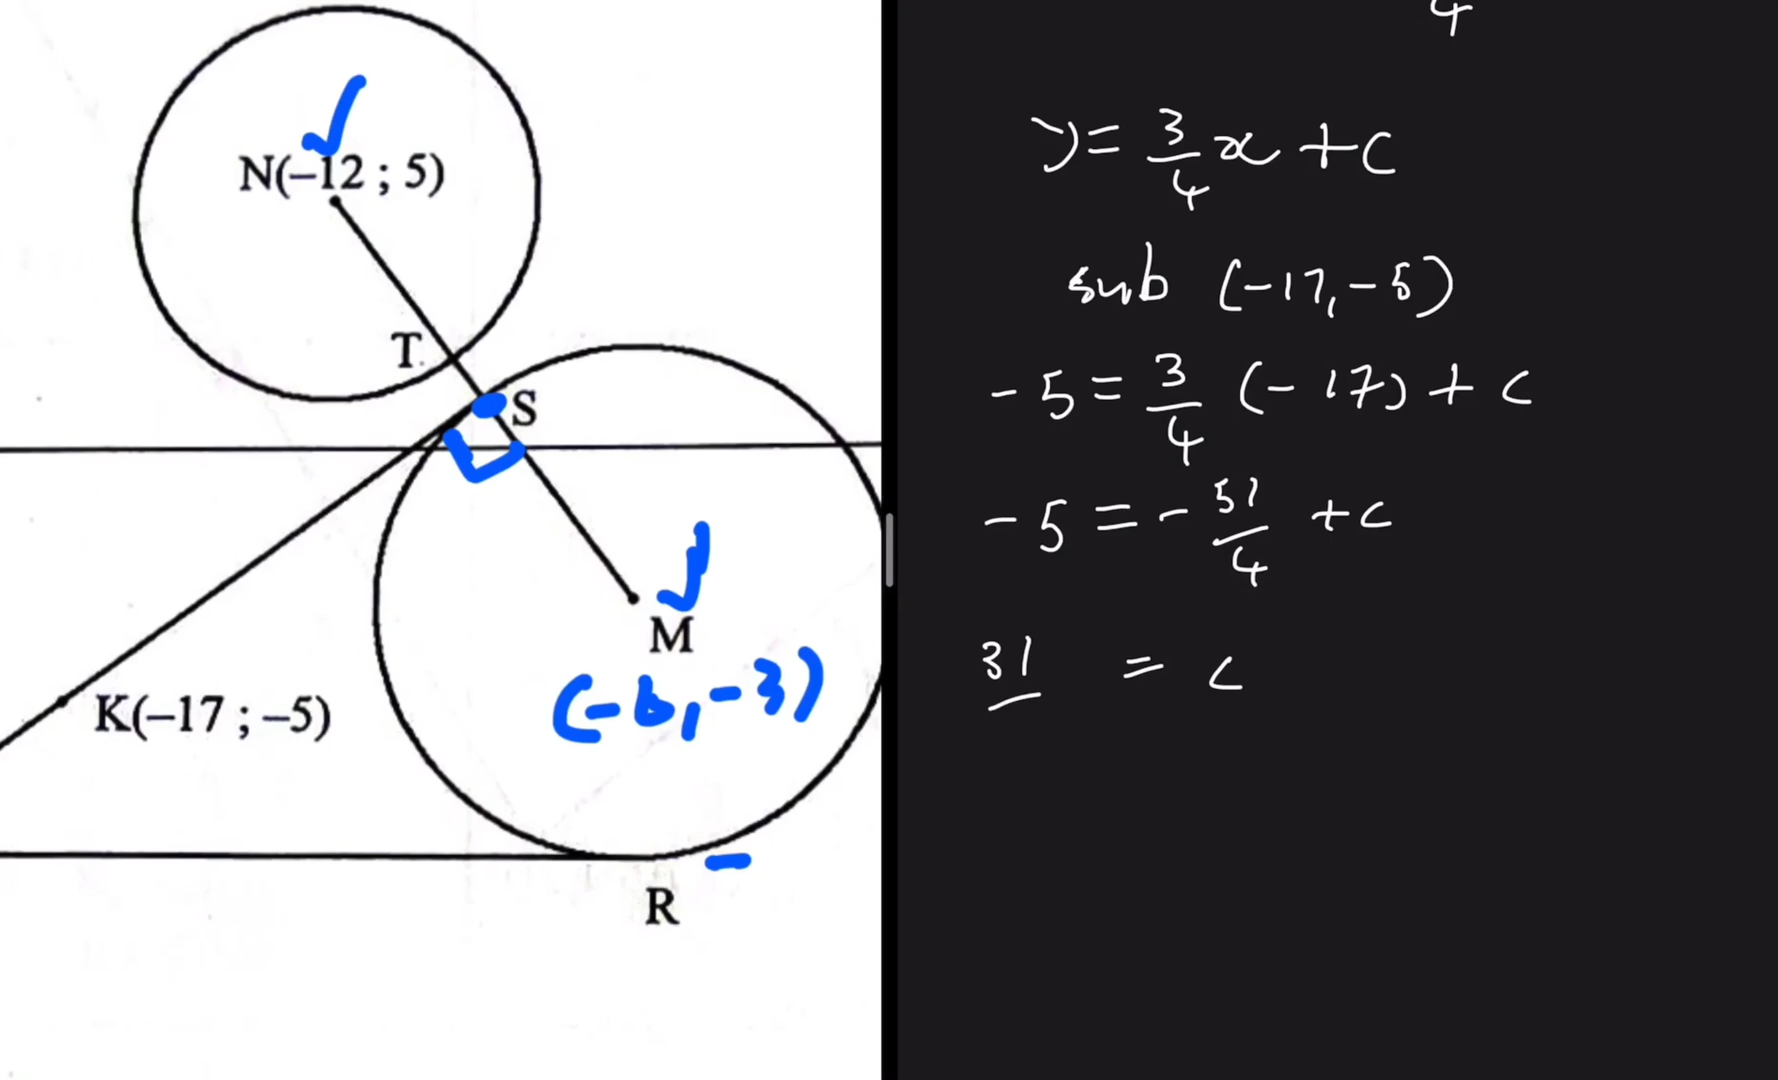 N(–12 ; 5)
T
S
M
(-6,-3)
K(–17 ; –5)
R
4
y= 3/4 x + c
sub (-17,-5)
-5 = 3/4 (-17) + c
-5 = - 51/4 + c
31 = c